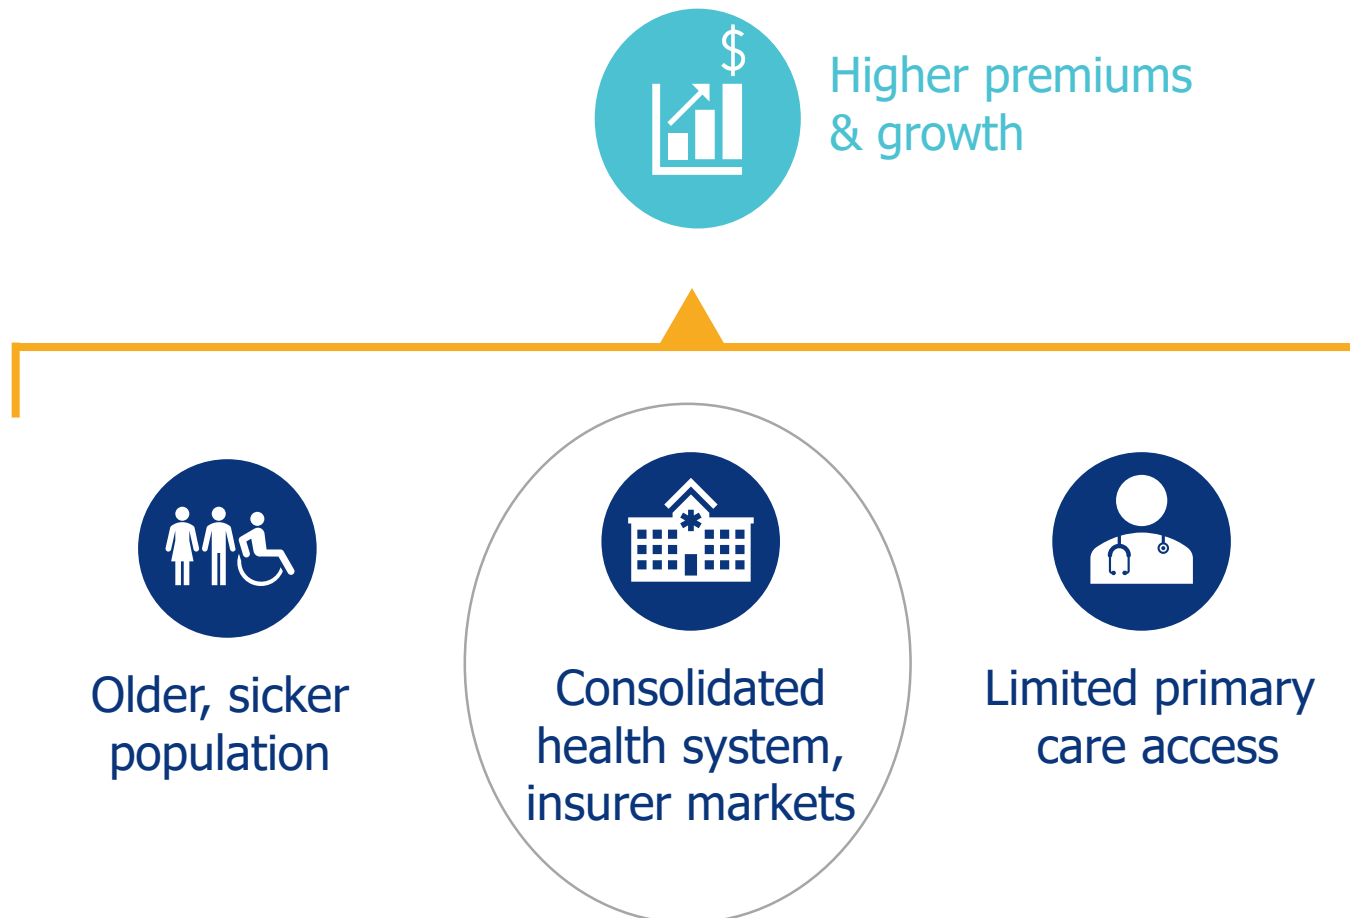 $
Higher premiums
& growth
Older, sicker
population
Consolidated
health system,
insurer markets
Limited primary
care access